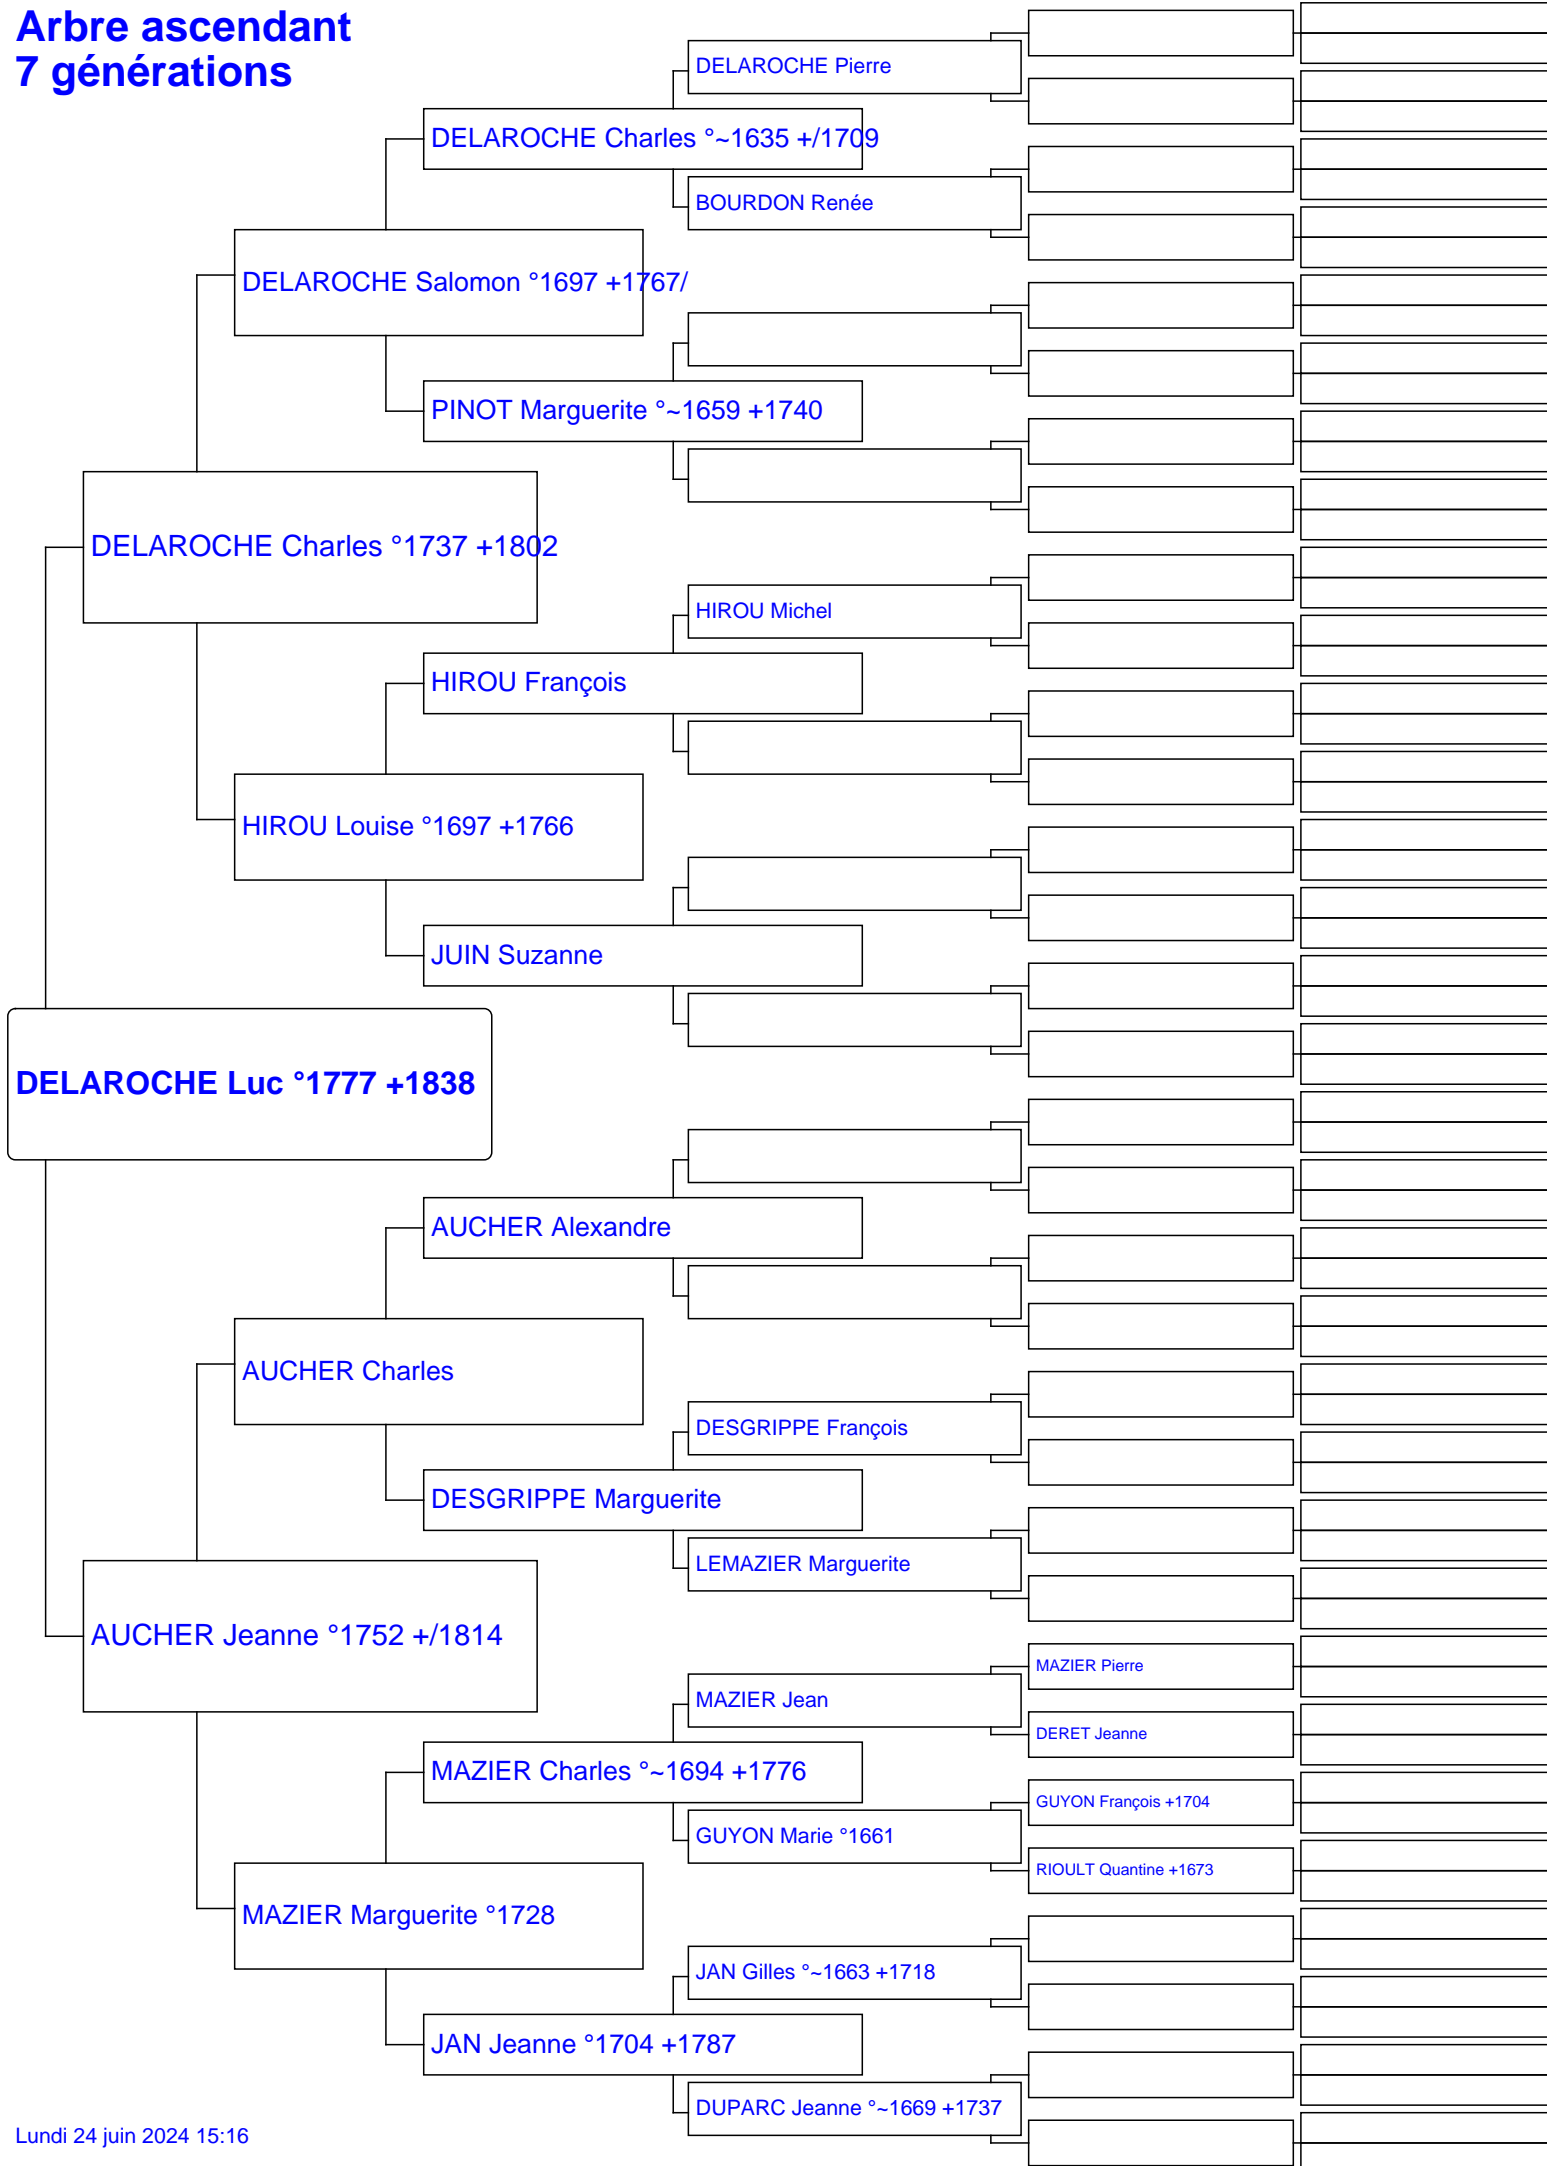 Arbre ascendant
7 générations
DELAROCHE Pierre
DELAROCHE Charles °~1635 +/1709
BOURDON Renée
DELAROCHE Salomon °1697 +1767/
PINOT Marguerite °~1659 +1740
DELAROCHE Charles °1737 +1802
HIROU Michel
HIROU François
HIROU Louise °1697 +1766
JUIN Suzanne
DELAROCHE Luc °1777 +1838
AUCHER Alexandre
AUCHER Charles
DESGRIPPE François
DESGRIPPE Marguerite
LEMAZIER Marguerite
AUCHER Jeanne °1752 +/1814
MAZIER Pierre
MAZIER Jean
DERET Jeanne
MAZIER Charles °~1694 +1776
GUYON François +1704
GUYON Marie °1661
RIOULT Quantine +1673
MAZIER Marguerite °1728
JAN Gilles °~1663 +1718
JAN Jeanne °1704 +1787
DUPARC Jeanne °~1669 +1737
Lundi 24 juin 2024 15:16